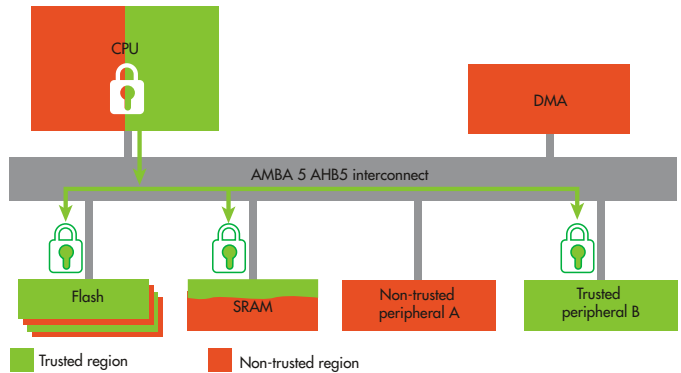 CPU
DMA
AMBA 5 AHB5 interconnect
Flash
SRAM
Non-trusted
peripheral A
Trusted
peripheral B
Trusted region
Non-trusted region